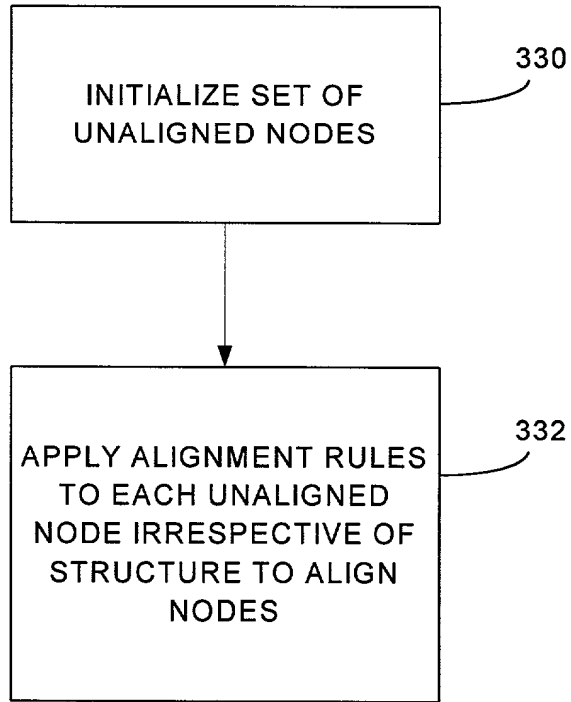 330
INITIALIZE SET OF
UNALIGNED NODES
332
APPLY ALIGNMENT RULES
TO EACH UNALIGNED
NODE IRRESPECTIVE OF
STRUCTURE TO ALIGN
NODES